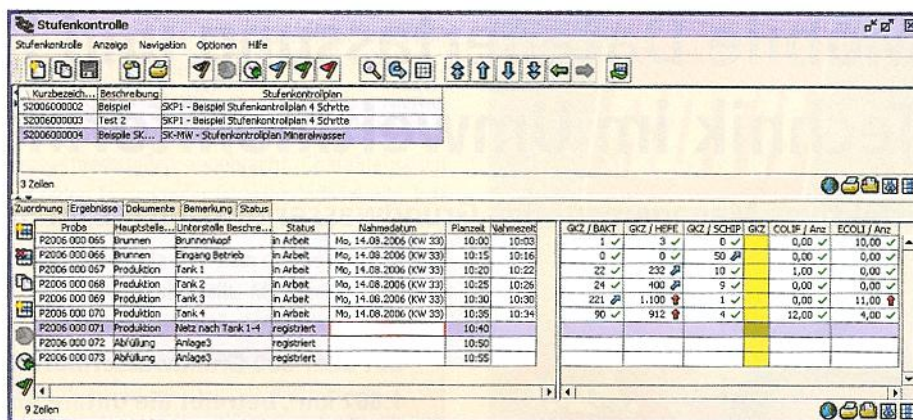 Stufenkontrolle
Stufenkontrolle Anzeige Navigation Optionen Hilfe
Kurzbezeich... Beschreibung Stufenkontrollplan
S2006000002 Beispiel SKP1 - Beispiel Stufenkontrollplan 4 Schritte
S2006000003 Test 2 SKP1 - Beispiel Stufenkontrollplan 4 Schritte
S2006000004 Beispile SK... SK-MW - Stufenkontrollplan Mineralwasser
3 Zeilen
Zuordnung Ergebnisse Dokumente Bemerkung Status
Probe Hauptstelle... Unterstelle Beschre... Status Nahmedatum Planzeit Nahmezeit GKZ / BAKT GKZ / HEFE GKZ / SCHIP GKZ COLIF / Anz ECOLI / Anz
P2006 000 065 Brunnen Brunnenkopf in Arbeit Mo, 14.08.2006 (KW 33) 10:00 10:03 1 3 0 0,00 10,00
P2006 000 066 Brunnen Eingang Betrieb in Arbeit Mo, 14.08.2006 (KW 33) 10:15 10:16 0 0 50 0,00 0,00
P2006 000 067 Produktion Tank 1 in Arbeit Mo, 14.08.2006 (KW 33) 10:20 10:22 22 232 10 1,00 0,00
P2006 000 068 Produktion Tank 2 in Arbeit Mo, 14.08.2006 (KW 33) 10:25 10:26 24 400 9 0,00 0,00
P2006 000 069 Produktion Tank 3 in Arbeit Mo, 14.08.2006 (KW 33) 10:30 10:30 221 1.100 1 0,00 11,00
P2006 000 070 Produktion Tank 4 in Arbeit Mo, 14.08.2006 (KW 33) 10:35 10:34 90 912 4 12,00 4,00
P2006 000 071 Produktion Netz nach Tank 1-4 registriert 10:40
P2006 000 072 Abfüllung Anlage3 registriert 10:50
P2006 000 073 Abfüllung Anlage3 registriert 10:55
9 Zeilen